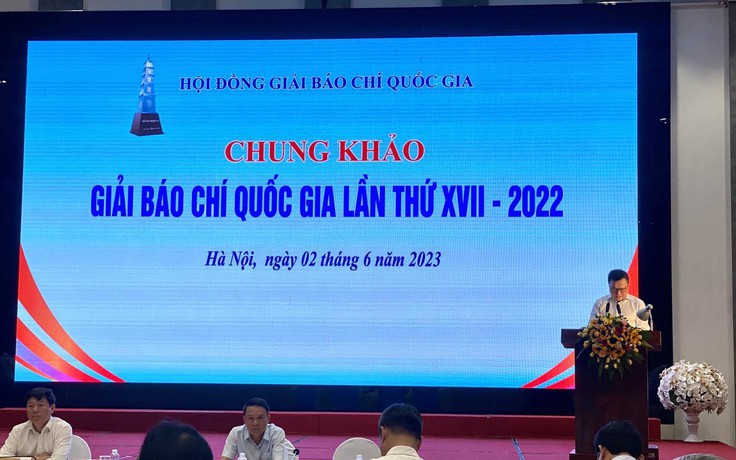 HỘI ĐỒNG GIẢI BÁO CHÍ QUỐC GIA
CHUNG KHẢO
GIẢI BÁO CHÍ QUỐC GIA LẦN THỨ XVII - 2022
Hà Nội, ngày 02 tháng 6 năm 2023